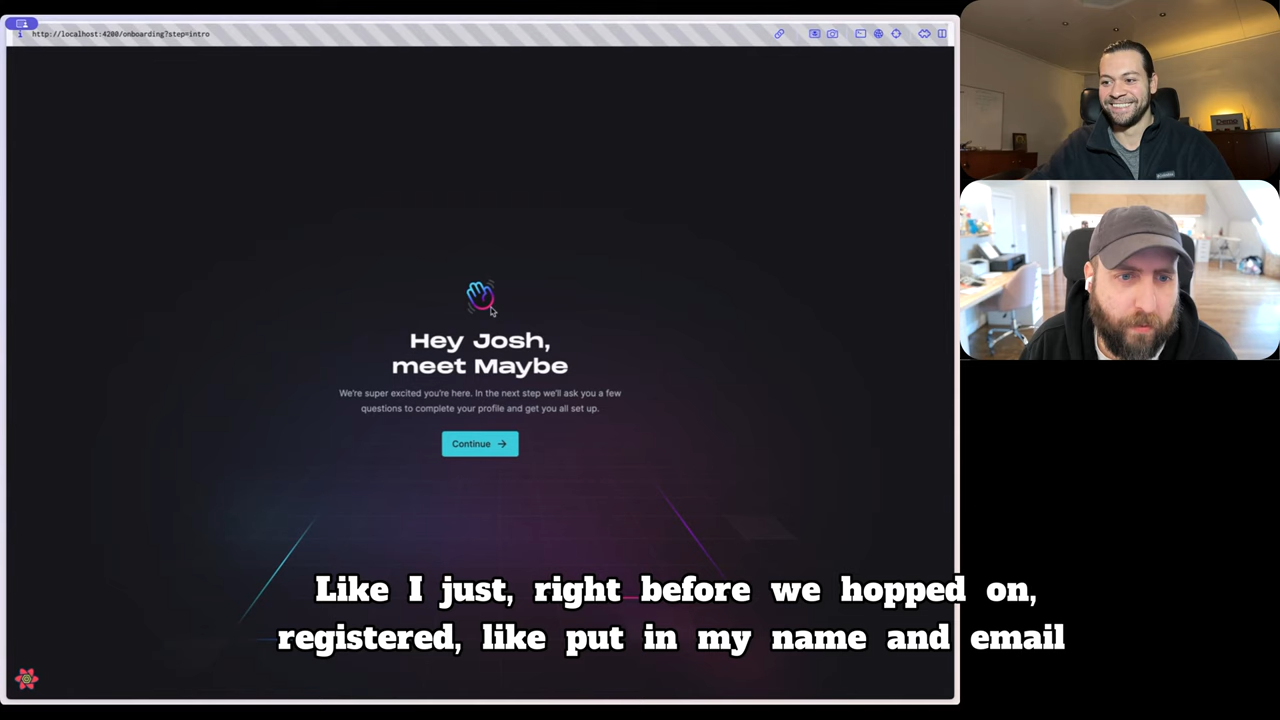 http://localhost:4200/onboarding?step=intro
Hey Josh,
meet Maybe
We're super excited you're here. In the next step we'll ask you a few
questions to complete your profile and get you all set up.
Continue
Like I just, right before we hopped on,
registered, like put in my name and email